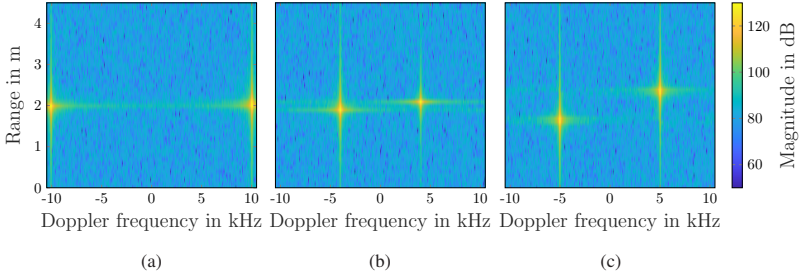 4
3
2
1
0
Range in m
-10 -5 0 5 10
-10 -5 0 5 10
-10 -5 0 5 10
Doppler frequency in kHz Doppler frequency in kHz Doppler frequency in kHz
120
100
80
60
Magnitude in dB
(a) (b) (c)